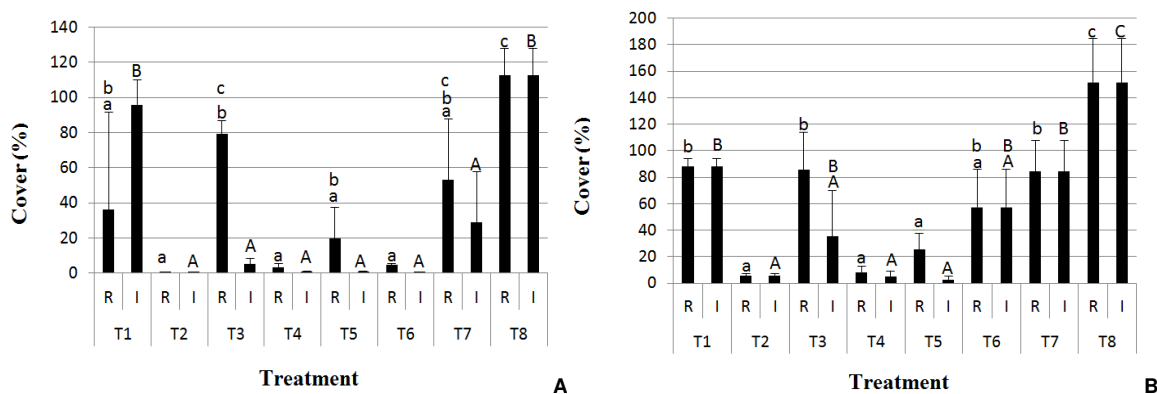 140
120
100
80
60
40
20
0
Cover (%)
b
a
B
a
A
c
b
A
a
A
b
a
A
a
A
c
b
a
A
c
B
R I R I R I R I R I R I R I R I
T1 T2 T3 T4 T5 T6 T7 T8
Treatment
A
200
180
160
140
120
100
80
60
40
20
0
Cover (%)
b
B
a
A
b
B
A
a
A
a
A
b
a
B
A
b
B
c
C
R I R I R I R I R I R I R I R I
T1 T2 T3 T4 T5 T6 T7 T8
Treatment
B